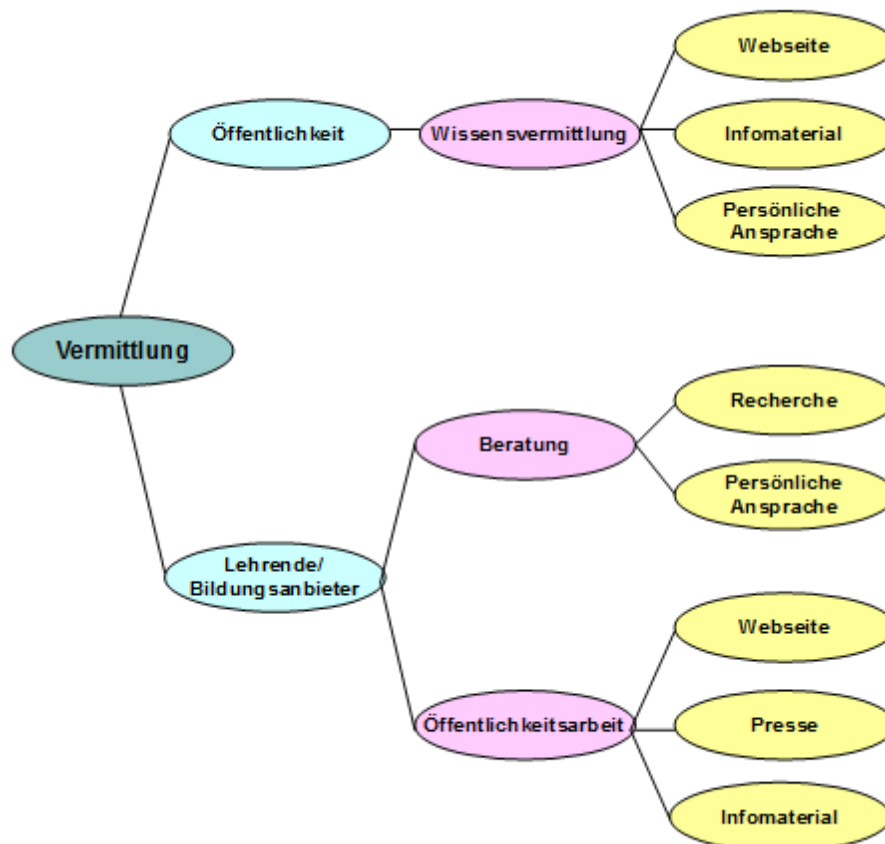 Webseite
Öffentlichkeit
Wissensvermittlung
Infomaterial
Persönliche
Ansprache
Vermittlung
Recherche
Beratung
Persönliche
Ansprache
Lehrende/
Bildungsanbieter
Webseite
Öffentlichkeitsarbeit
Presse
Infomaterial